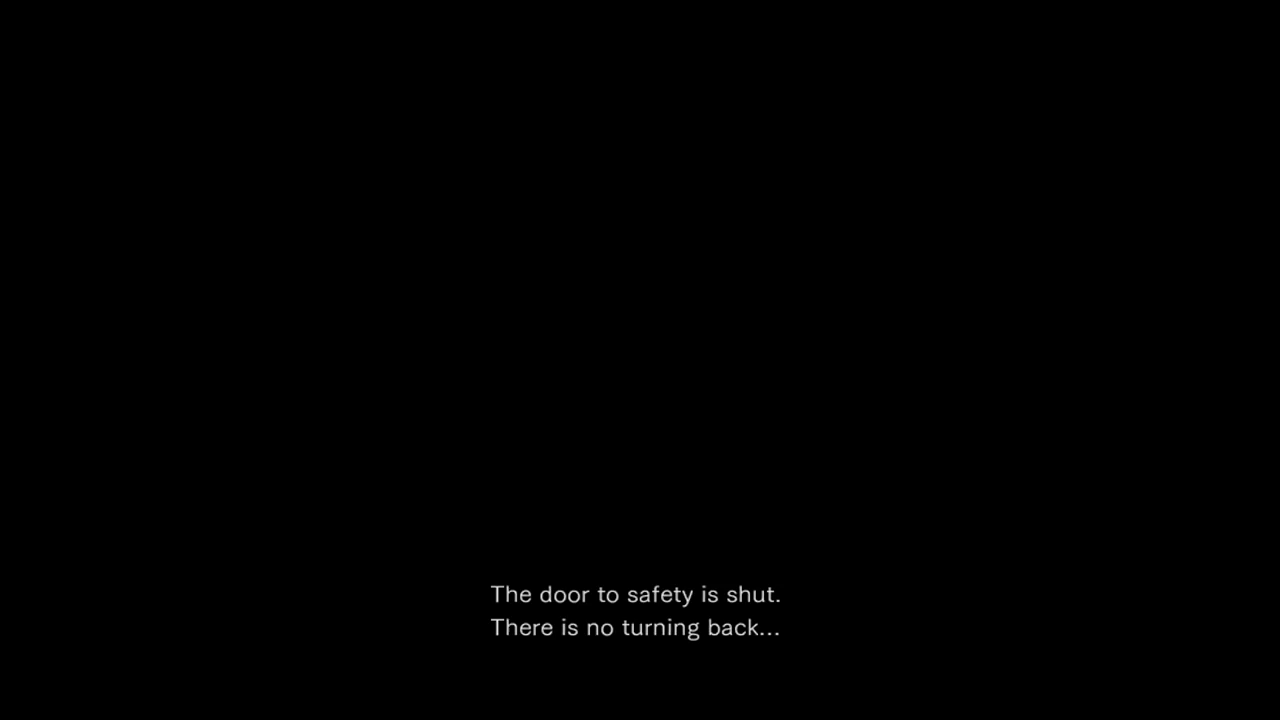 The door to safety is shut.
There is no turning back...